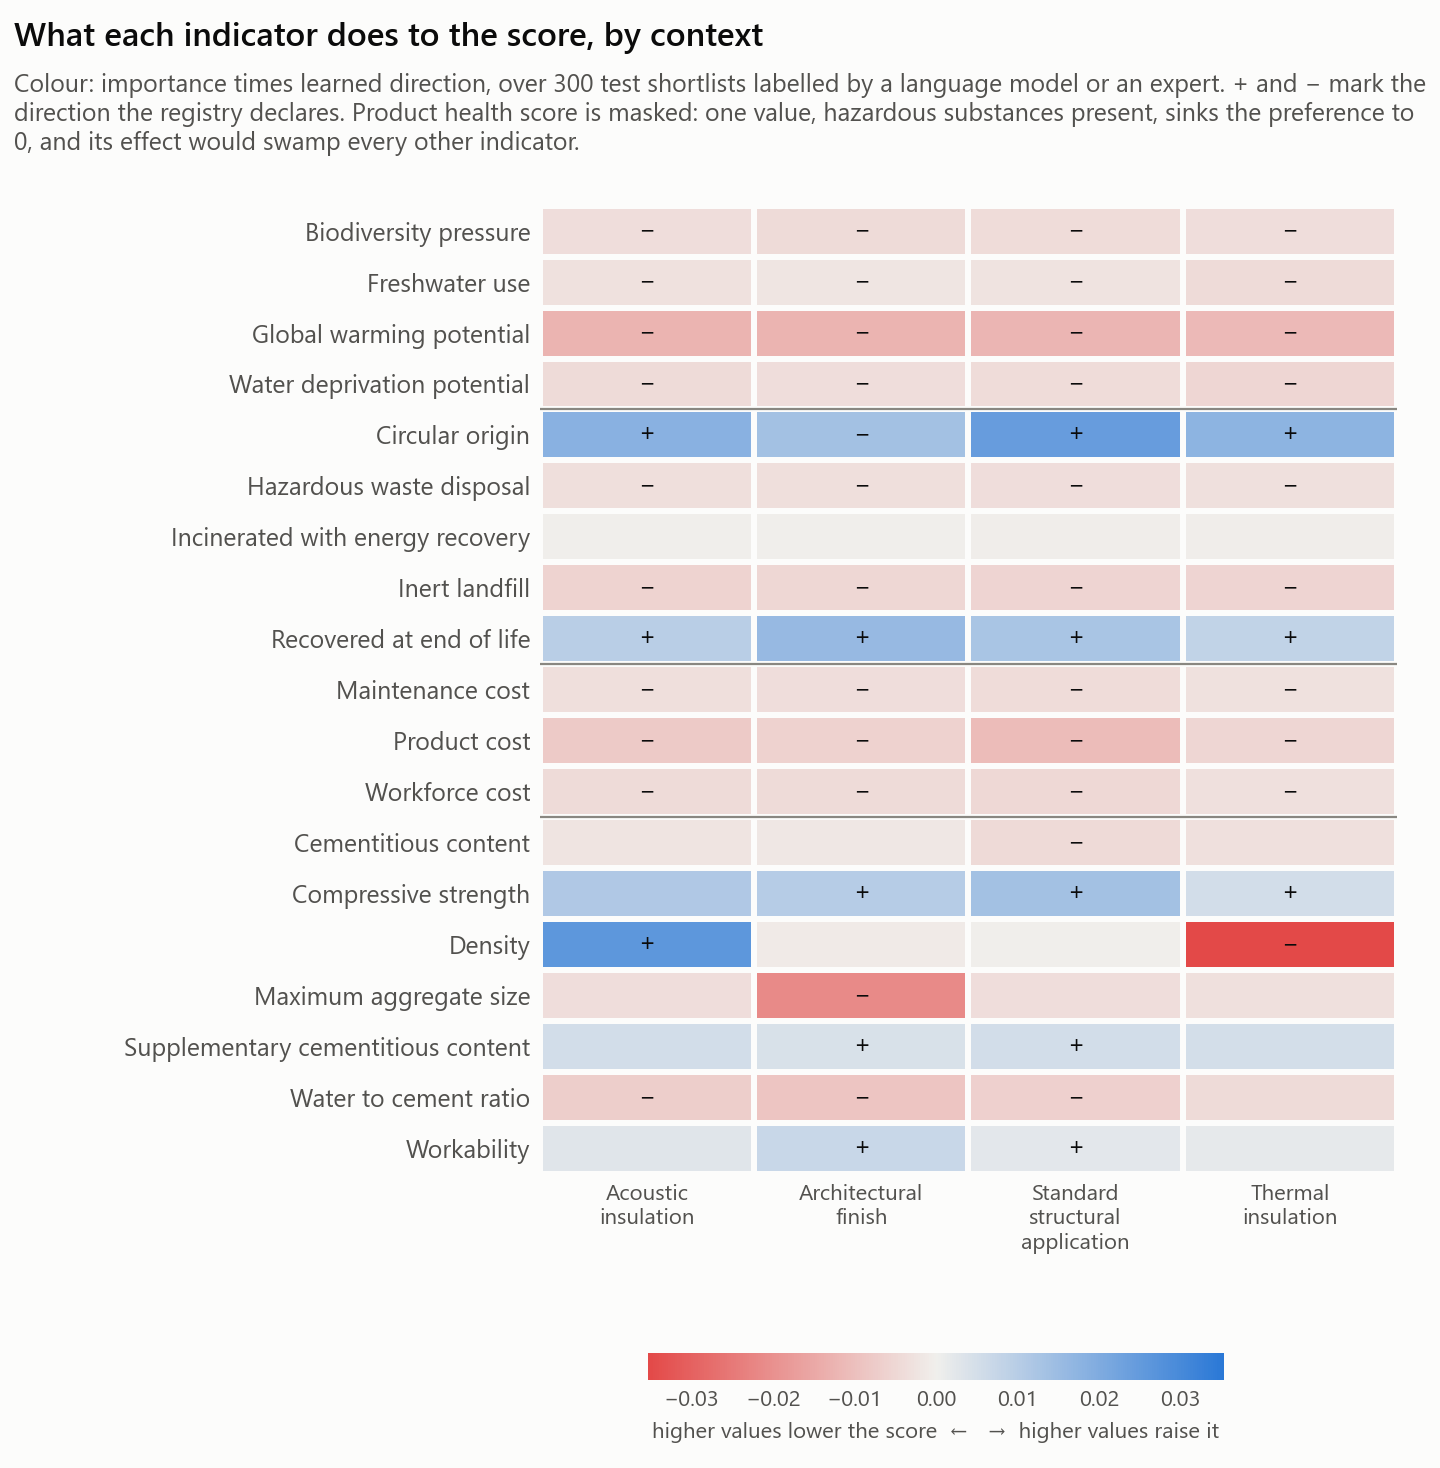 What each indicator does to the score, by context
Colour: importance times learned direction, over 300 test shortlists labelled by a language model or an expert. + and − mark the
direction the registry declares. Product health score is masked: one value, hazardous substances present, sinks the preference to
0, and its effect would swamp every other indicator.
Biodiversity pressure − − − −
Freshwater use − − − −
Global warming potential − − − −
Water deprivation potential − − − −
Circular origin + − + +
Hazardous waste disposal − − − −
Incinerated with energy recovery
Inert landfill − − − −
Recovered at end of life + + + +
Maintenance cost − − − −
Product cost − − − −
Workforce cost − − − −
Cementitious content −
Compressive strength + + +
Density + −
Maximum aggregate size −
Supplementary cementitious content + +
Water to cement ratio − − −
Workability + +
Acoustic
insulation
Architectural
finish
Standard
structural
application
Thermal
insulation
−0.03 −0.02 −0.01 0.00 0.01 0.02 0.03
higher values lower the score ← → higher values raise it